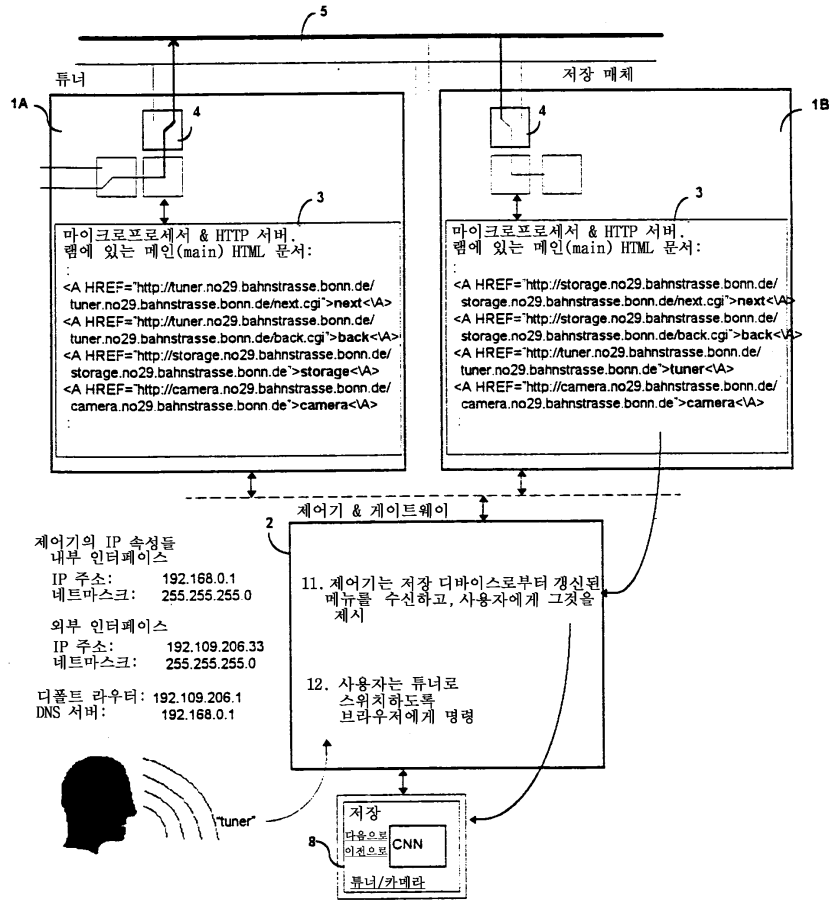 5
튜너
저장 매체
1A
1B
4
4
3
3
마이크로프로세서 & HTTP 서버.
램에 있는 메인(main) HTML 문서:
:
<A HREF="http://tuner.no29.bahnstrasse.bonn.de/
tuner.no29.bahnstrasse.bonn.de/next.cgi">next<\A>
<A HREF="http://tuner.no29.bahnstrasse.bonn.de/
tuner.no29.bahnstrasse.bonn.de/back.cgi">back<\A>
<A HREF="http://storage.no29.bahnstrasse.bonn.de/
storage.no29.bahnstrasse.bonn.de">storage<\A>
<A HREF="http://camera.no29.bahnstrasse.bonn.de/
camera.no29.bahnstrasse.bonn.de">camera<\A>
:
마이크로프로세서 & HTTP 서버.
램에 있는 메인(main) HTML 문서:
:
<A HREF="http://storage.no29.bahnstrasse.bonn.de/
storage.no29.bahnstrasse.bonn.de/next.cgi">next<\A>
<A HREF="http://storage.no29.bahnstrasse.bonn.de/
storage.no29.bahnstrasse.bonn.de/back.cgi">back<\A>
<A HREF="http://tuner.no29.bahnstrasse.bonn.de/
tuner.no29.bahnstrasse.bonn.de">tuner<\A>
<A HREF="http://camera.no29.bahnstrasse.bonn.de/
camera.no29.bahnstrasse.bonn.de">camera<\A>
:
제어기 & 게이트웨이
2
제어기의 IP 속성들
내부 인터페이스
IP 주소: 192.168.0.1
네트마스크: 255.255.255.0
외부 인터페이스
IP 주소: 192.109.206.33
네트마스크: 255.255.255.0
디폴트 라우터: 192.109.206.1
DNS 서버: 192.168.0.1
11. 제어기는 저장 디바이스로부터 갱신된
메뉴를 수신하고, 사용자에게 그것을
제시
12. 사용자는 튜너로
스위치하도록
브라우저에게 명령
"tuner"
8
저장
다음으로
이전으로
CNN
튜너/카메라